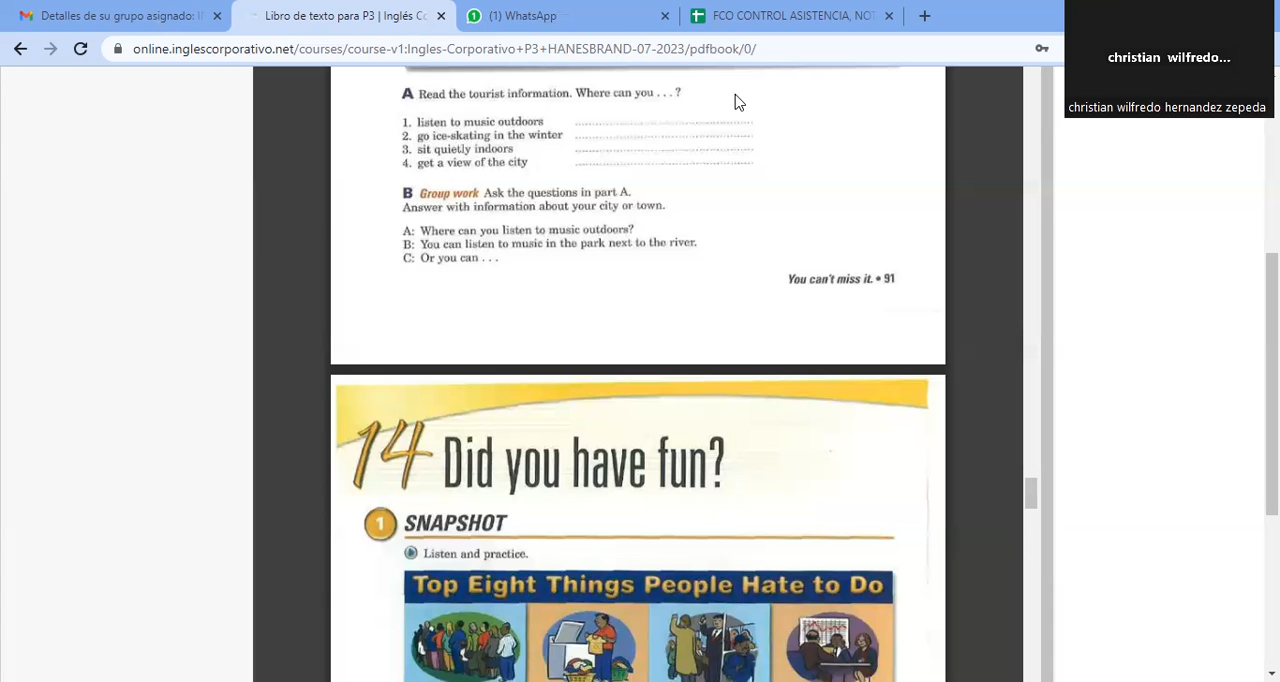 Detalles de su grupo asignado: I
Libro de texto para P3 | Inglés Co
(1) WhatsApp
FCO CONTROL ASISTENCIA, NOT
online.inglescorporativo.net/courses/course-v1:Ingles-Corporativo+P3+HANESBRAND-07-2023/pdfbook/0/
christian wilfredo...
christian wilfredo hernandez zepeda
A Read the tourist information. Where can you . . . ?
1. listen to music outdoors
2. go ice-skating in the winter
3. sit quietly indoors
4. get a view of the city
B Group work Ask the questions in part A.
Answer with information about your city or town.
A: Where can you listen to music outdoors?
B: You can listen to music in the park next to the river.
C: Or you can . . .
You can't miss it. • 91
14 Did you have fun?
1 SNAPSHOT
Listen and practice.
Top Eight Things People Hate to Do